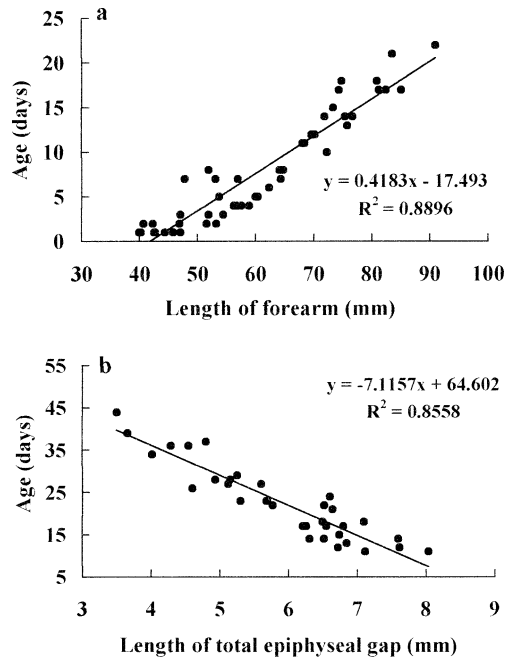 a
25
20
15
10
5
0
Age (days)
y = 0.4183x - 17.493
R² = 0.8896
30 40 50 60 70 80 90 100
Length of forearm (mm)
b
55
45
35
25
15
5
Age (days)
y = -7.1157x + 64.602
R² = 0.8558
3 4 5 6 7 8 9
Length of total epiphyseal gap (mm)